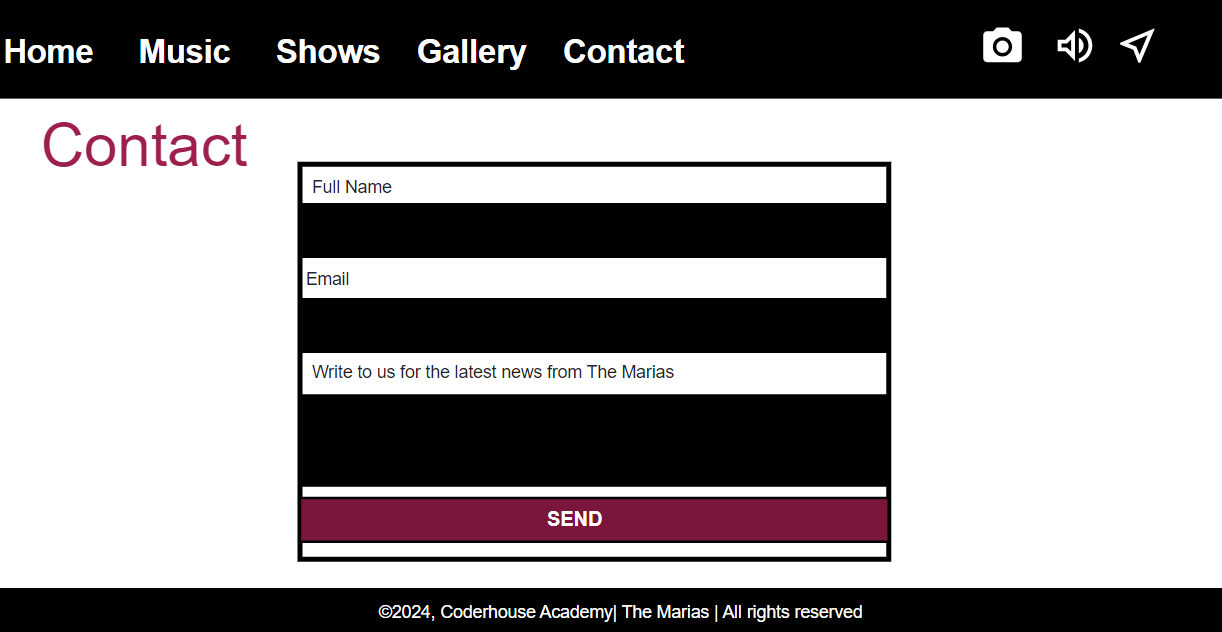 Home Music Shows Gallery Contact
Contact
Full Name
Email
Write to us for the latest news from The Marias
SEND
©2024, Coderhouse Academy| The Marias | All rights reserved